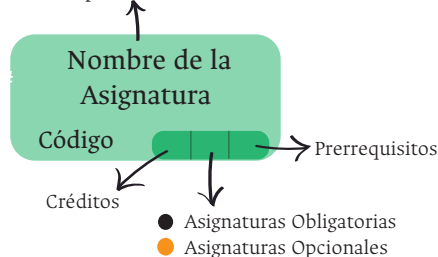 Nombre de la
Asignatura
Código
Prerrequisitos
Créditos
Asignaturas Obligatorias
Asignaturas Opcionales